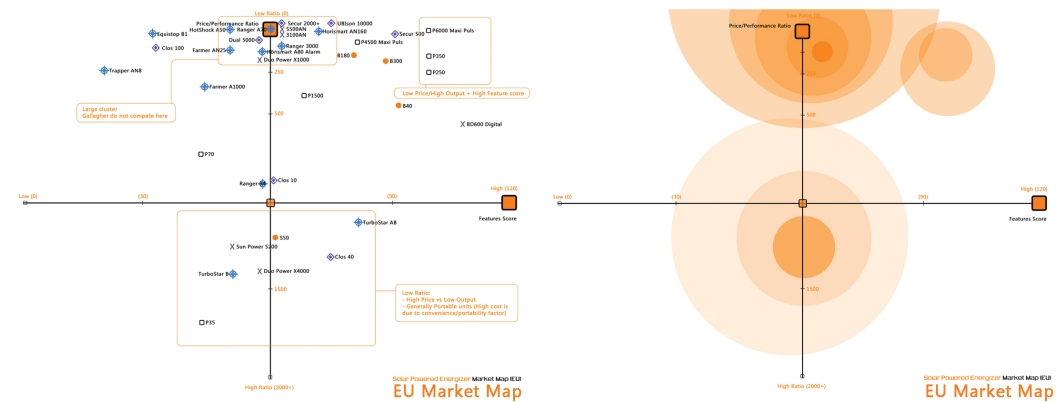 Low Ratio (0)
Price/Performance Ratio
Secur 2000+
UBIson 10000
HotShock A50
Ranger A
S500AN
Horismart AN160
P6000 Maxi Puls
Equistop B1
3100AN
Secur 500
Dual 5000
P4500 Maxi Puls
Clos 100
Ranger 3000
Farmer AN25
Horismart A80 Alarm
B180
P350
Duo Power X1000
B300
Trapper AN8
250
P250
Farmer A1000
Low Price/High Output = High Feature score
P1500
B40
Large cluster
Gallagher do not compete here
500
BD600 Digital
P70
Ranger
Clos 10
Low (0)
(30)
(90)
High (120)
Features Score
TurboStar AB
S50
Sun Power S200
Clos 40
TurboStar B
Duo Power X4000
1500
Low Ratio
- High Price vs Low Output
- Generally Portable units (High cost is
due to convenience/portability factor)
P35
High Ratio (2000+)
Solar Powered Energizer Market Map (EU)
EU Market Map
Low Ratio (0)
Price/Performance Ratio
500
Low (0)
(30)
(90)
High (120)
Features Score
1500
High Ratio (2000+)
Solar Powered Energizer Market Map (EU)
EU Market Map